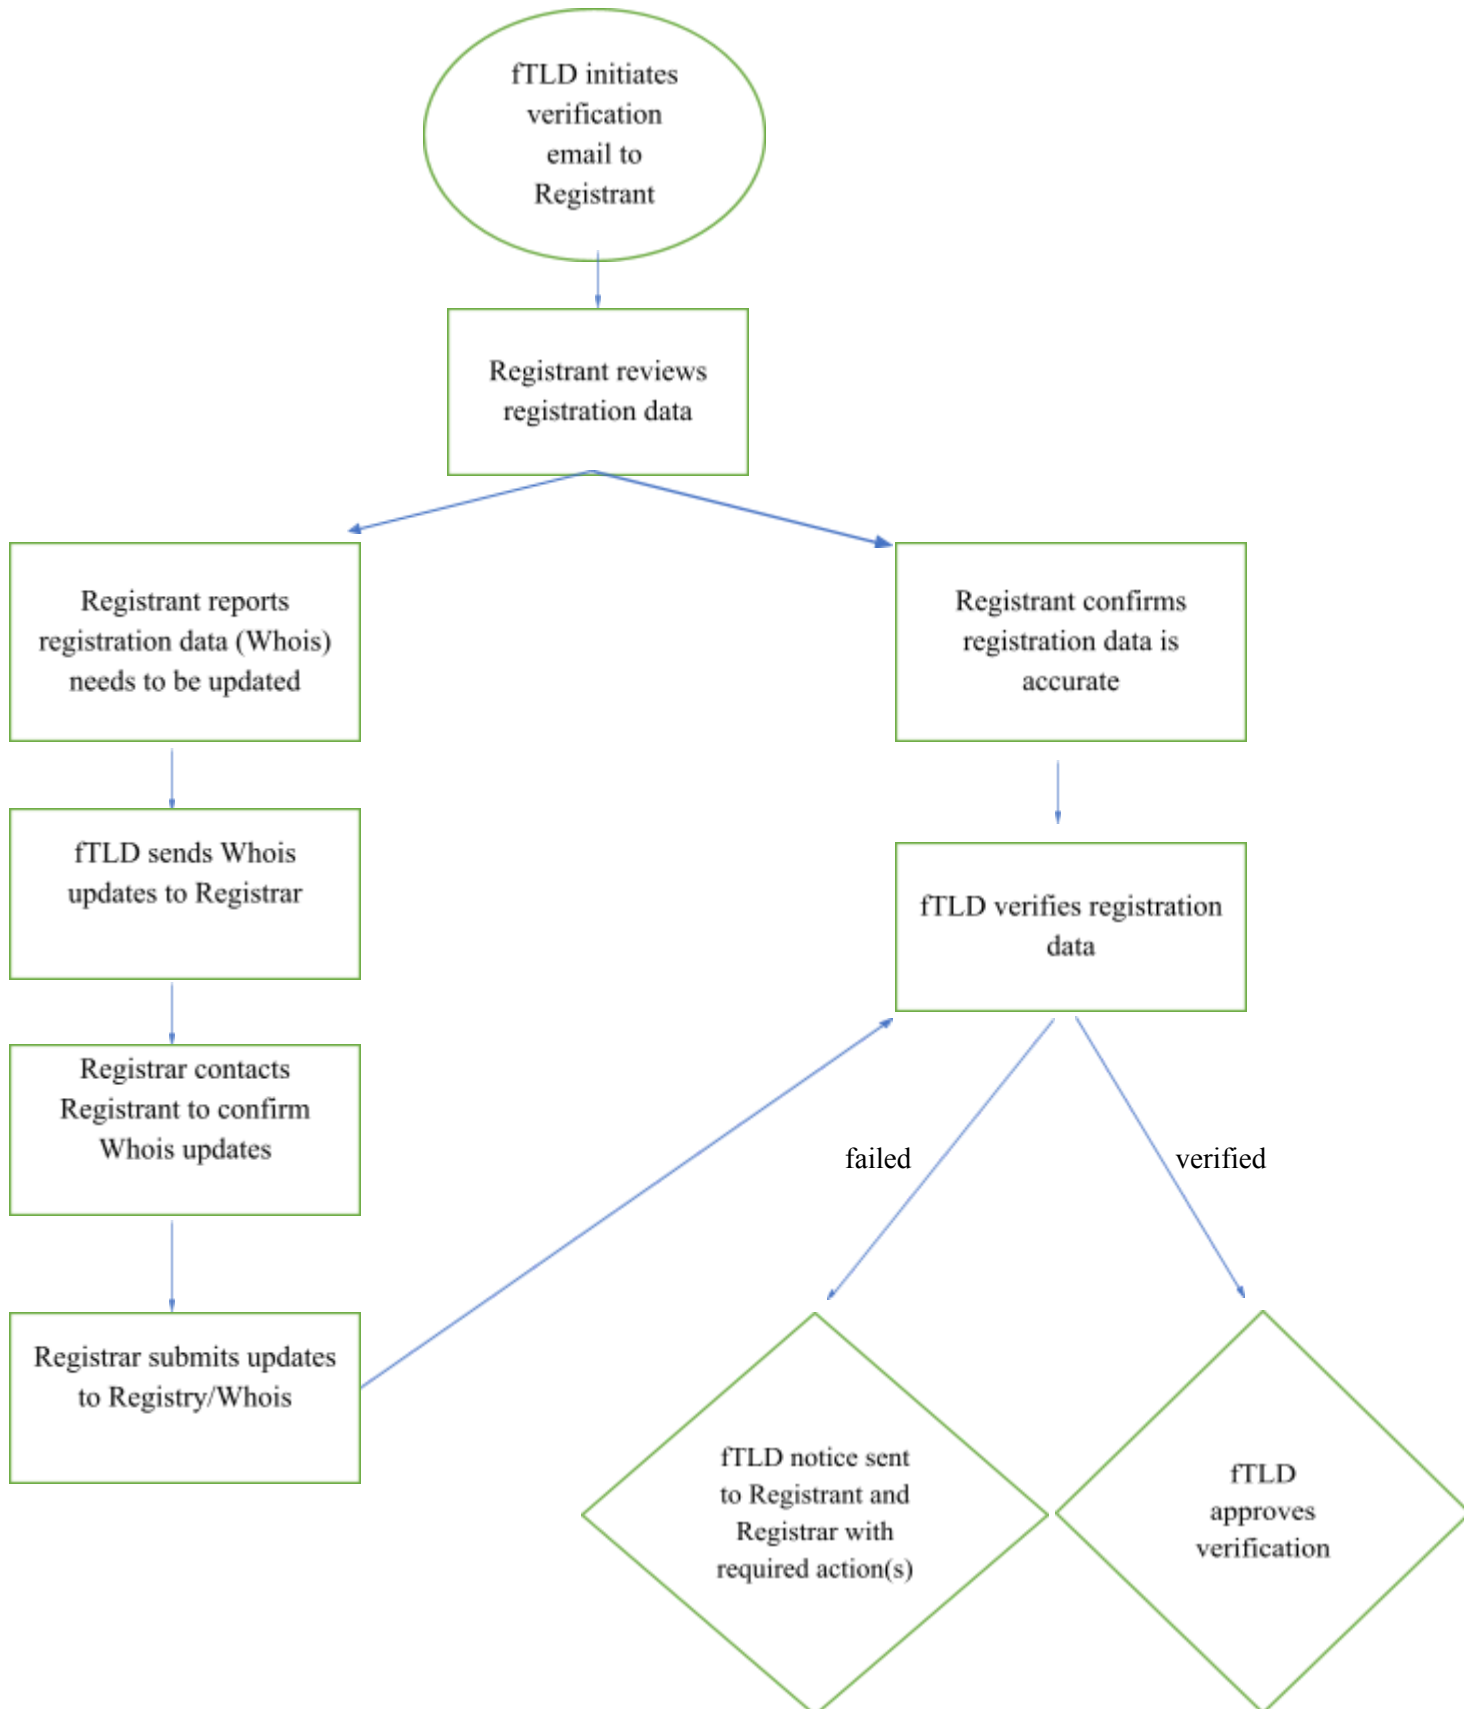 fTLD initiates
verification
email to
Registrant
Registrant reviews
registration data
Registrant reports
registration data (Whois)
needs to be updated
Registrant confirms
registration data is
accurate
fTLD sends Whois
updates to Registrar
fTLD verifies registration
data
Registrar contacts
Registrant to confirm
Whois updates
failed
verified
Registrar submits updates
to Registry/Whois
fTLD notice sent
to Registrant and
Registrar with
required action(s)
fTLD
approves
verification